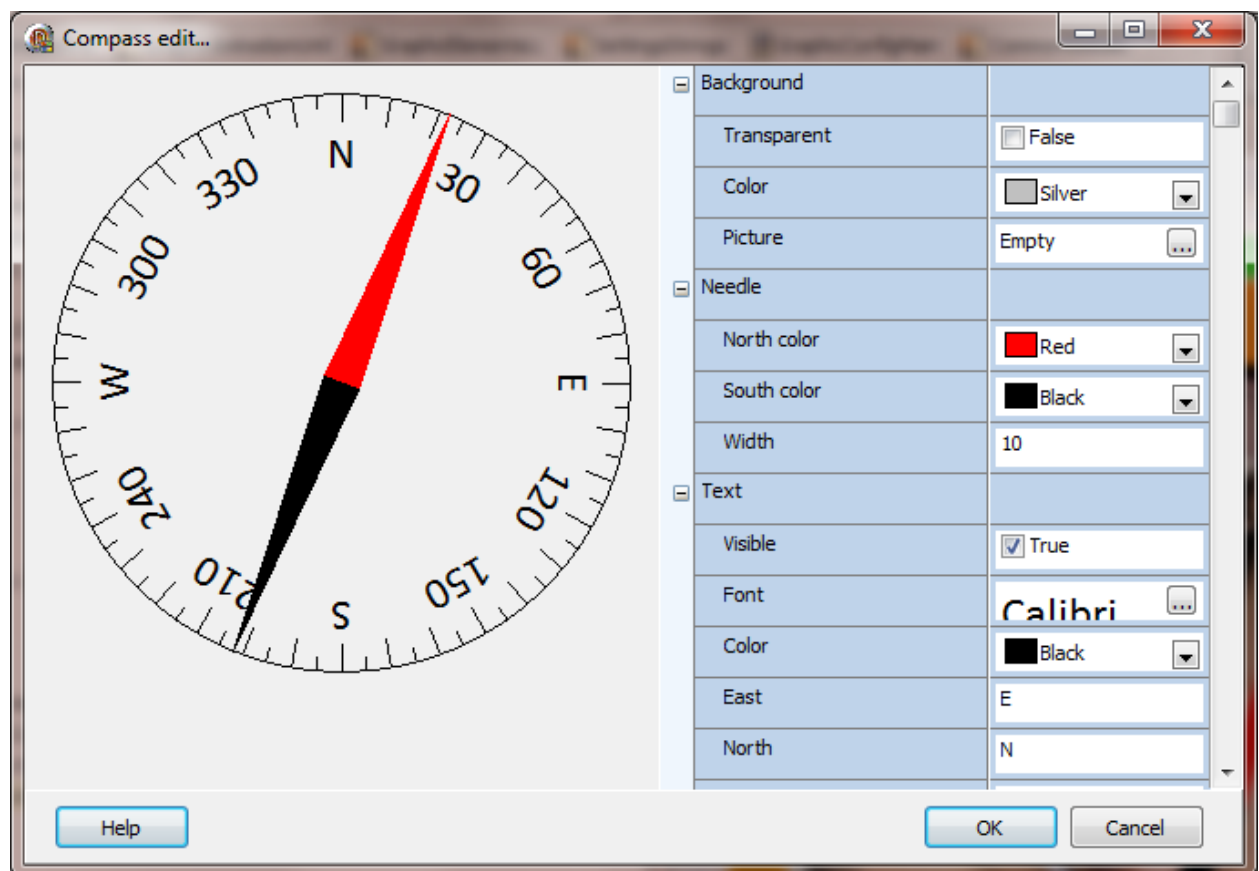 Compass edit...
N
30
60
E
120
150
S
210
240
W
300
330
Background
Transparent
False
Color
Silver
Picture
Empty
...
Needle
North color
Red
South color
Black
Width
10
Text
Visible
True
Font
Calibri
...
Color
Black
East
E
North
N
Help
OK
Cancel